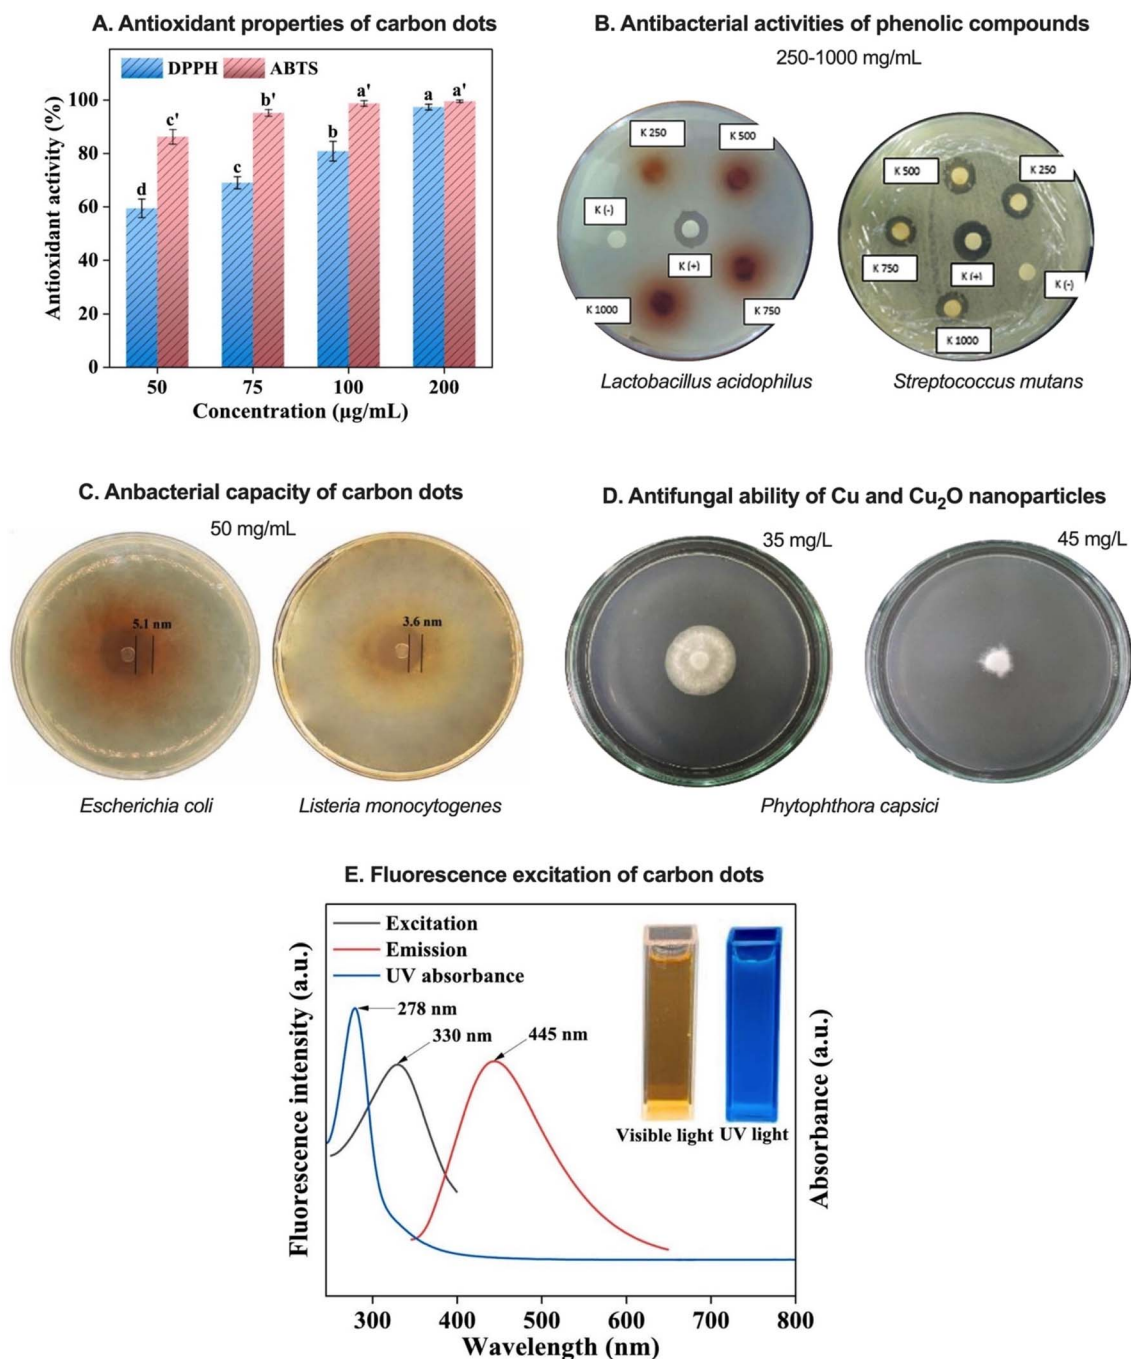 A. Antioxidant properties of carbon dots
DPPH ABTS
Antioxidant activity (%)
100
80
60
40
20
0
d c' c b' b a' a a'
50 75 100 200
Concentration (µg/mL)
B. Antibacterial activities of phenolic compounds
250-1000 mg/mL
K 250
K 500
K (-)
K (+)
K 1000
K 750
Lactobacillus acidophilus
K 500
K 250
K 750
K (+)
K (-)
K 1000
Streptococcus mutans
C. Anbacterial capacity of carbon dots
50 mg/mL
5.1 nm
3.6 nm
Escherichia coli
Listeria monocytogenes
D. Antifungal ability of Cu and Cu₂O nanoparticles
35 mg/L
45 mg/L
Phytophthora capsici
E. Fluorescence excitation of carbon dots
Excitation
Emission
UV absorbance
278 nm
330 nm
445 nm
Visible light UV light
Fluorescence intensity (a.u.)
Absorbance (a.u.)
300 400 500 600 700 800
Wavelength (nm)